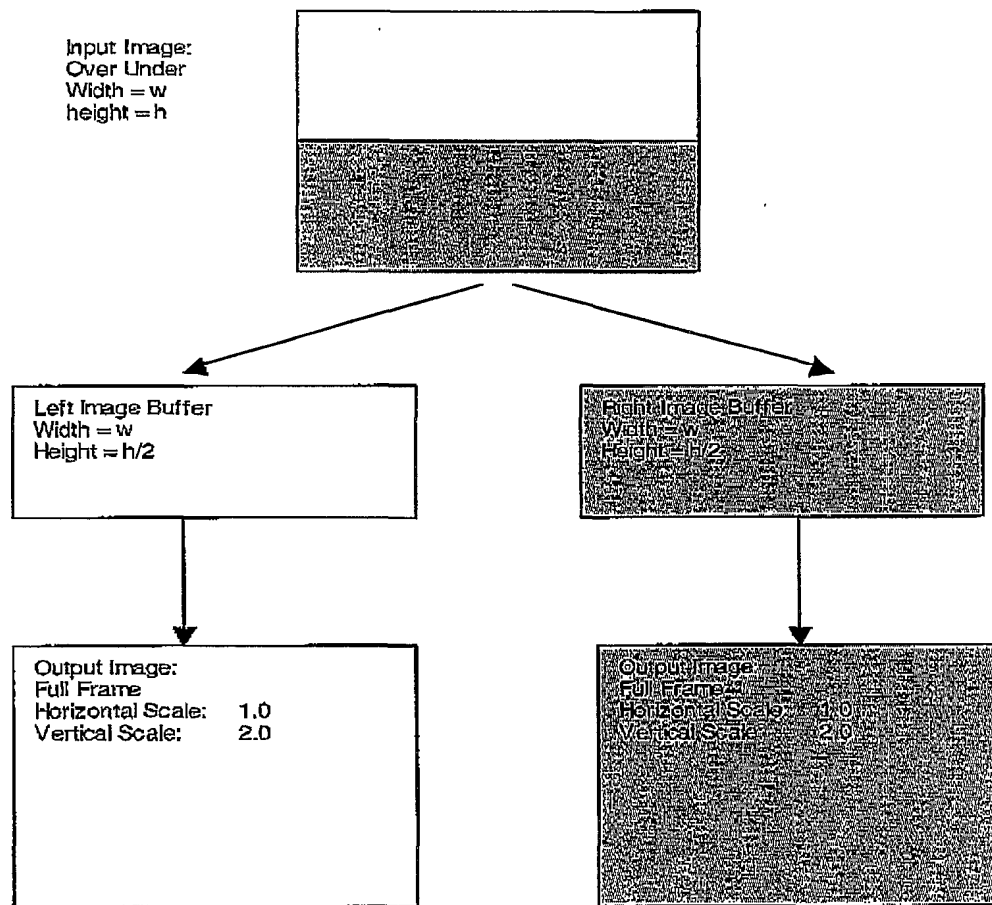 Input Image:
Over Under
Width = w
height = h
Left Image Buffer
Width = w
Height = h/2
Right Image Buffer
Width = w
Height = h/2
Output Image:
Full Frame
Horizontal Scale: 1.0
Vertical Scale: 2.0
Output Image
Full Frame
Horizontal Scale: 1.0
Vertical Scale 2.0